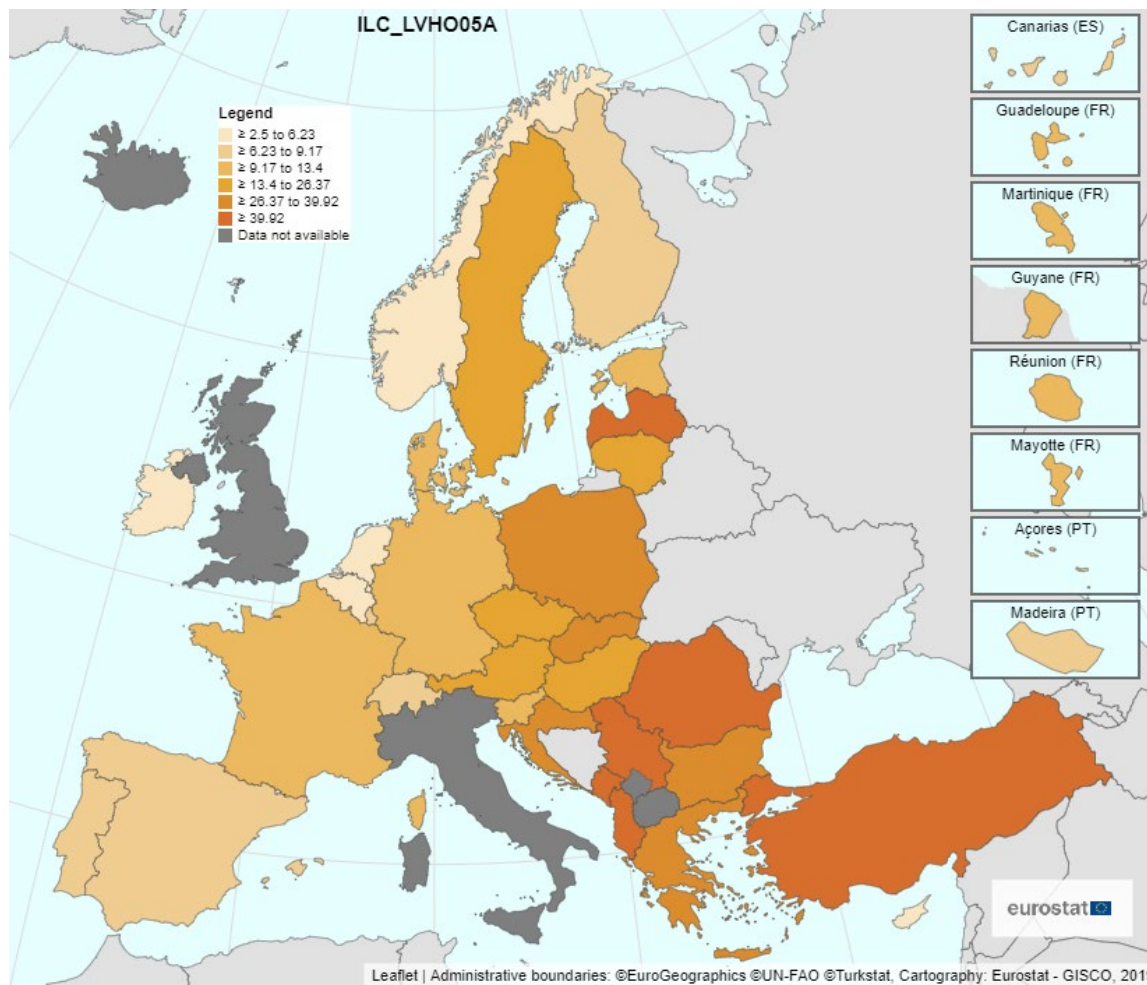 ILC_LVHO05A
Legend
≥ 2.5 to 6.23
≥ 6.23 to 9.17
≥ 9.17 to 13.4
≥ 13.4 to 26.37
≥ 26.37 to 39.92
≥ 39.92
Data not available
Canarias (ES)
Guadeloupe (FR)
Martinique (FR)
Guyane (FR)
Réunion (FR)
Mayotte (FR)
Açores (PT)
Madeira (PT)
eurostat
Leaflet | Administrative boundaries: ©EuroGeographics ©UN-FAO ©Turkstat, Cartography: Eurostat - GISCO, 201